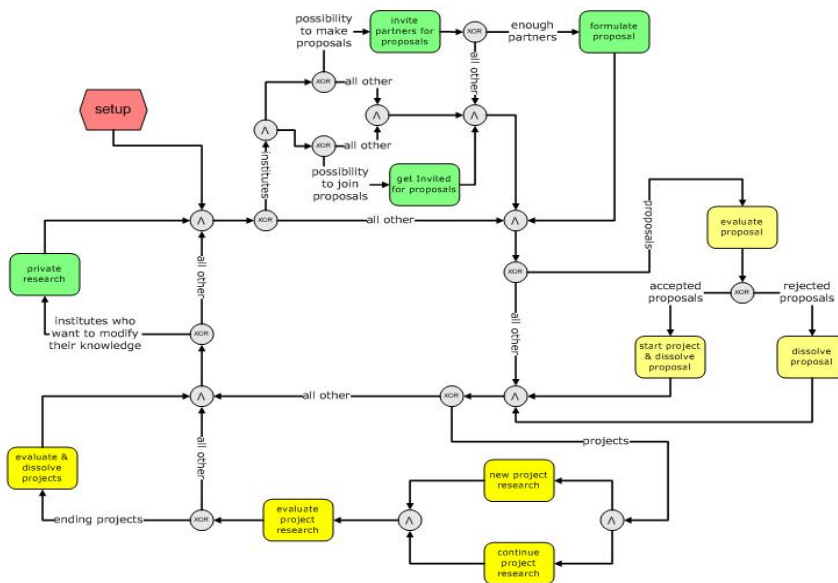 possibility
to make
proposals
invite
partners for
proposals
XOR
enough
partners
formulate
proposal
XOR
all other
all other
setup
Λ
Λ
Λ
XOR
all other
institutes
possibility
to join
proposals
get Invited
for proposals
Λ
XOR
all other
Λ
proposals
evaluate
proposal
private
research
all other
XOR
accepted
proposals
XOR
rejected
proposals
institutes who
want to modify
their knowledge
XOR
all other
start project
& dissolve
proposal
dissolve
proposal
Λ
all other
XOR
Λ
evaluate &
dissolve
projects
all other
projects
new project
research
ending projects
XOR
evaluate
project
research
Λ
Λ
continue
project
research